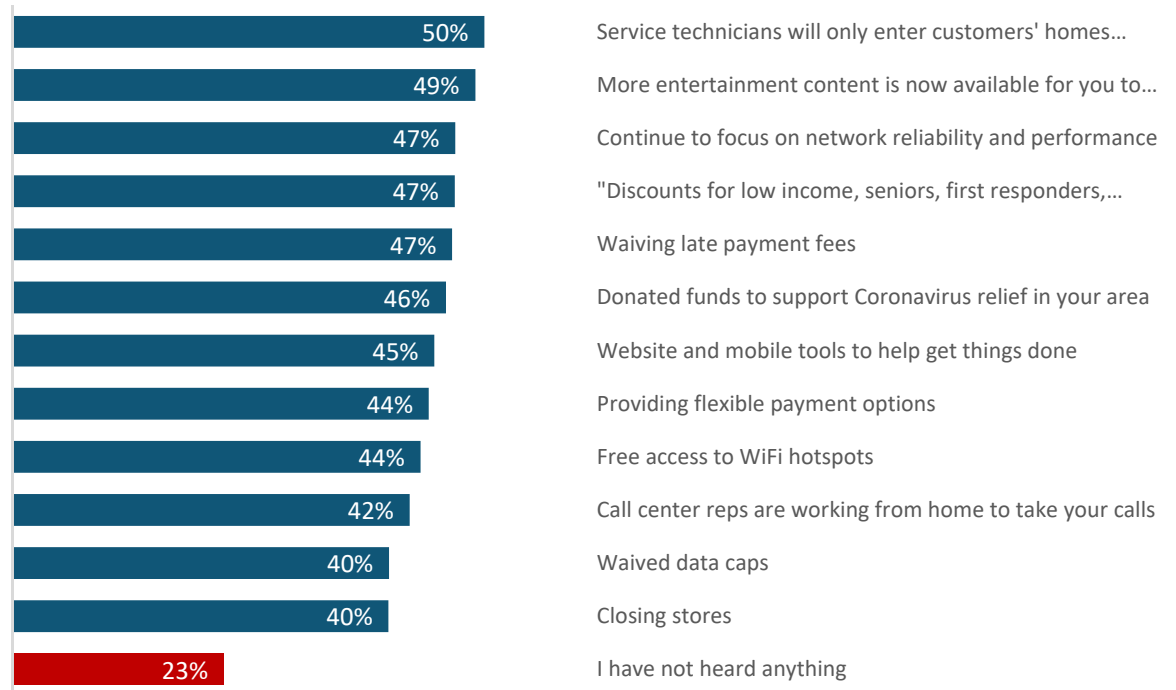 50% Service technicians will only enter customers' homes…
49% More entertainment content is now available for you to…
47% Continue to focus on network reliability and performance
47% "Discounts for low income, seniors, first responders,…
47% Waiving late payment fees
46% Donated funds to support Coronavirus relief in your area
45% Website and mobile tools to help get things done
44% Providing flexible payment options
44% Free access to WiFi hotspots
42% Call center reps are working from home to take your calls
40% Waived data caps
40% Closing stores
23% I have not heard anything